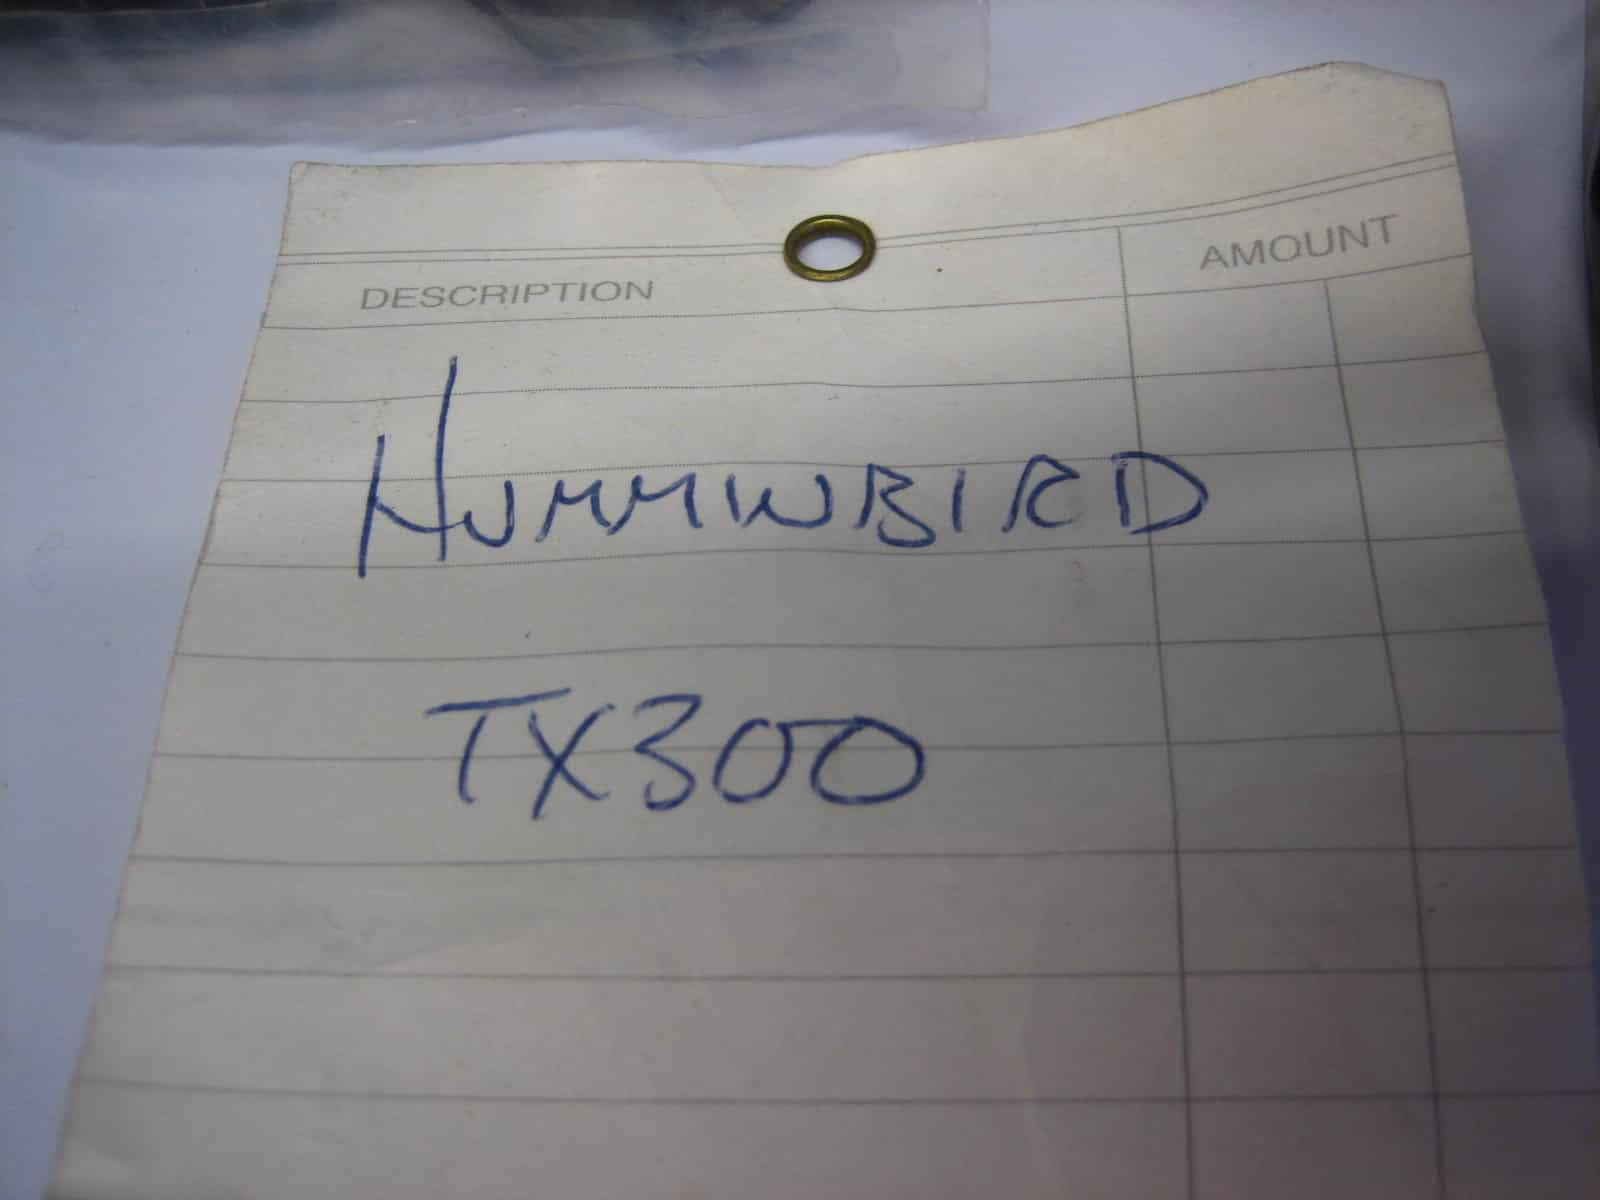 DESCRIPTION AMOUNT
HUMMINBIRD
TX300